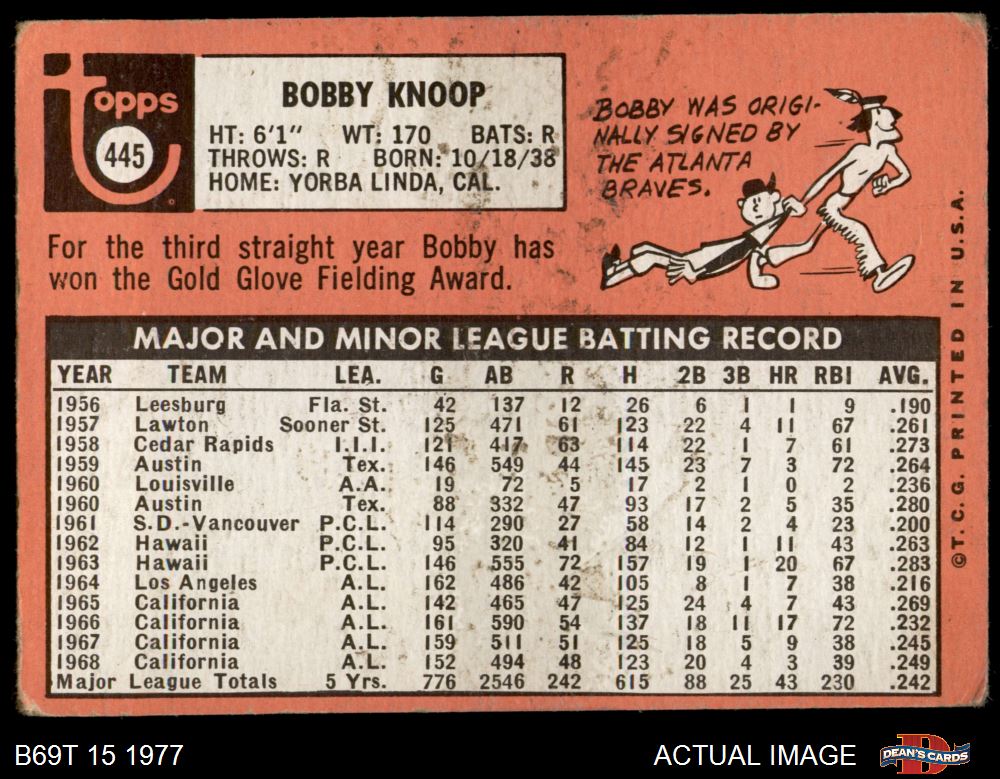 Topps
445
BOBBY KNOOP
HT: 6'1" WT: 170 BATS: R
THROWS: R BORN: 10/18/38
HOME: YORBA LINDA, CAL.
BOBBY WAS ORIGI-
NALLY SIGNED BY
THE ATLANTA
BRAVES.
For the third straight year Bobby has
won the Gold Glove Fielding Award.
MAJOR AND MINOR LEAGUE BATTING RECORD
YEAR TEAM LEA. G AB R H 2B 3B HR RBI AVG.
1956 Leesburg Fla. St. 42 137 12 26 6 1 1 9 .190
1957 Lawton Sooner St. 125 471 61 123 22 4 11 67 .261
1958 Cedar Rapids I.I.I. 121 417 63 114 22 1 7 61 .273
1959 Austin Tex. 146 549 44 145 23 7 3 72 .264
1960 Louisville A.A. 19 72 5 17 2 1 0 2 .236
1960 Austin Tex. 88 332 47 93 17 2 5 35 .280
1961 S.D.-Vancouver P.C.L. 114 290 27 58 14 2 4 23 .200
1962 Hawaii P.C.L. 95 320 41 84 12 1 11 43 .263
1963 Hawaii P.C.L. 146 555 72 157 19 1 20 67 .283
1964 Los Angeles A.L. 162 486 42 105 8 1 7 38 .216
1965 California A.L. 142 465 47 125 24 4 7 43 .269
1966 California A.L. 161 590 54 137 18 11 17 72 .232
1967 California A.L. 159 511 51 125 18 5 9 38 .245
1968 California A.L. 152 494 48 123 20 4 3 39 .249
Major League Totals 5 Yrs. 776 2546 242 615 88 25 43 230 .242
©T. C. G. PRINTED IN U.S.A.
B69T 15 1977
ACTUAL IMAGE
DEAN'S CARDS